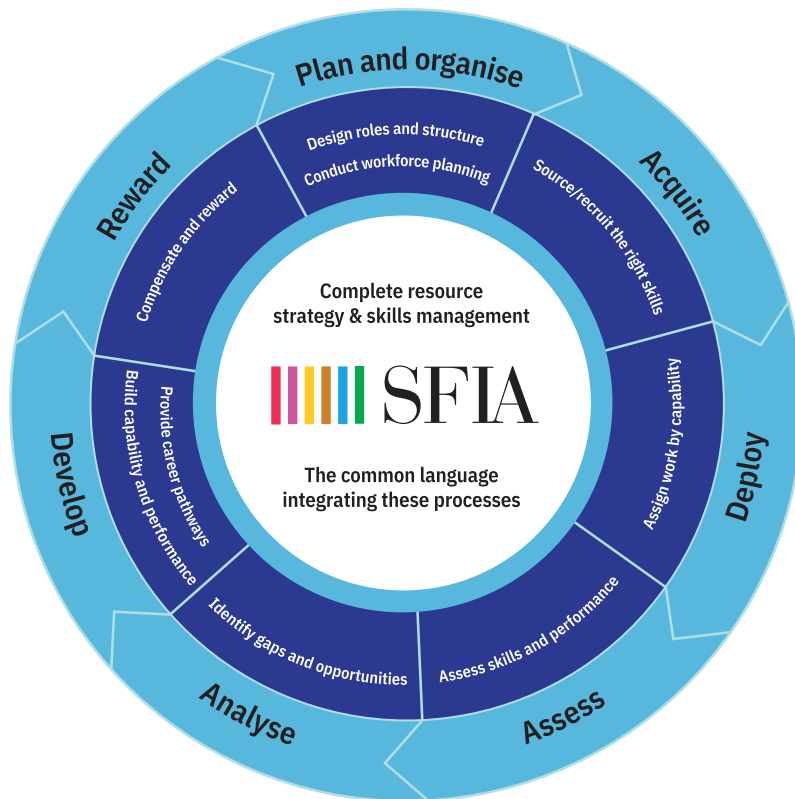 Plan and organise
Design roles and structure
Conduct workforce planning
Acquire
Source/recruit the right skills
Deploy
Assign work by capability
Assess
Assess skills and performance
Analyse
Identify gaps and opportunities
Develop
Build capability and performance
Provide career pathways
Reward
Compensate and reward
Complete resource
strategy & skills management
SFIA
The common language
integrating these processes